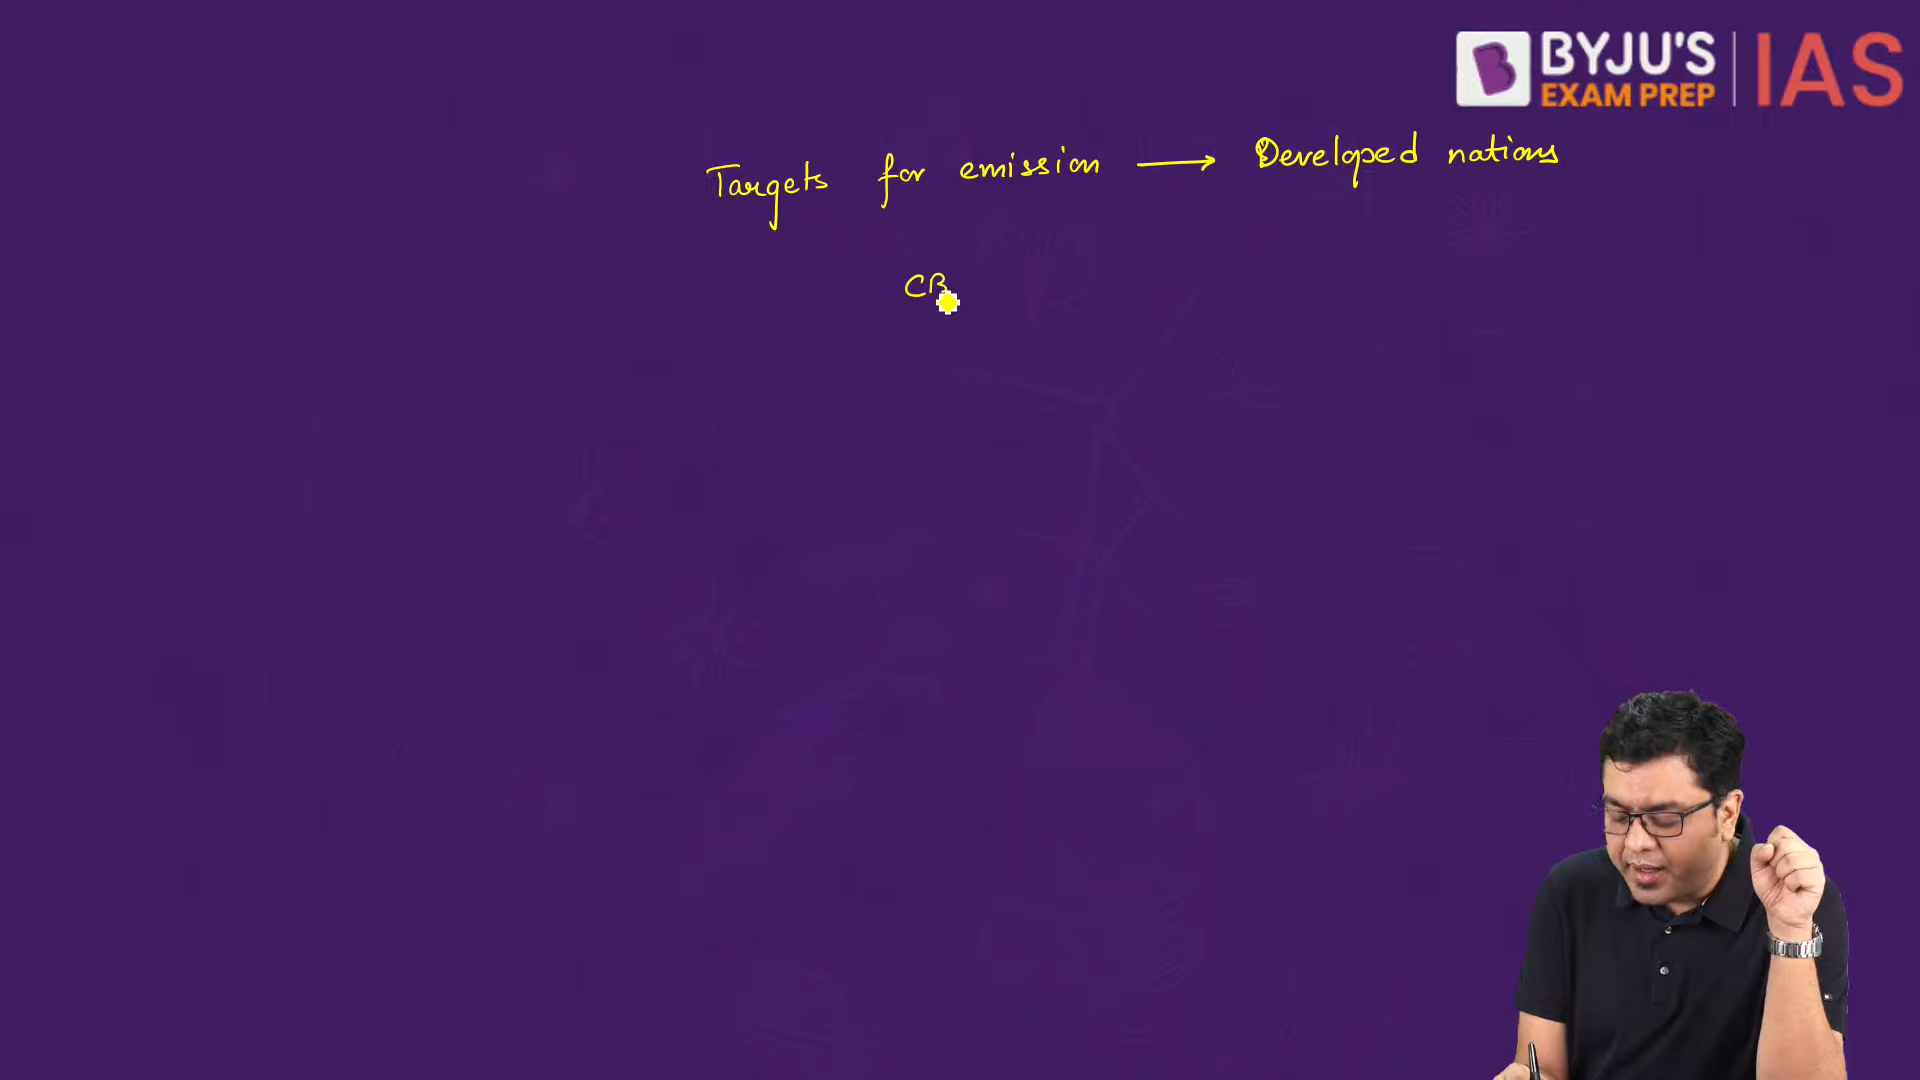 BYJU'S
EXAM PREP
IAS
Targets for emission → Developed nations
CB